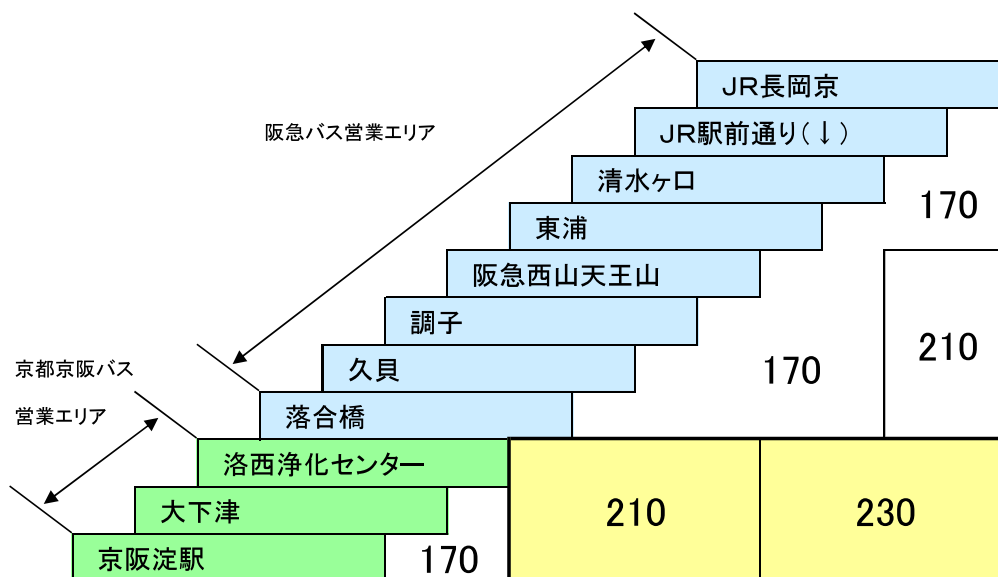 JR長岡京
JR駅前通り(↓)
阪急バス営業エリア
清水ヶ口
170
東浦
阪急西山天王山
調子
210
京都京阪バス
営業エリア
久貝
170
落合橋
洛西浄化センター
大下津
210
230
京阪淀駅
170